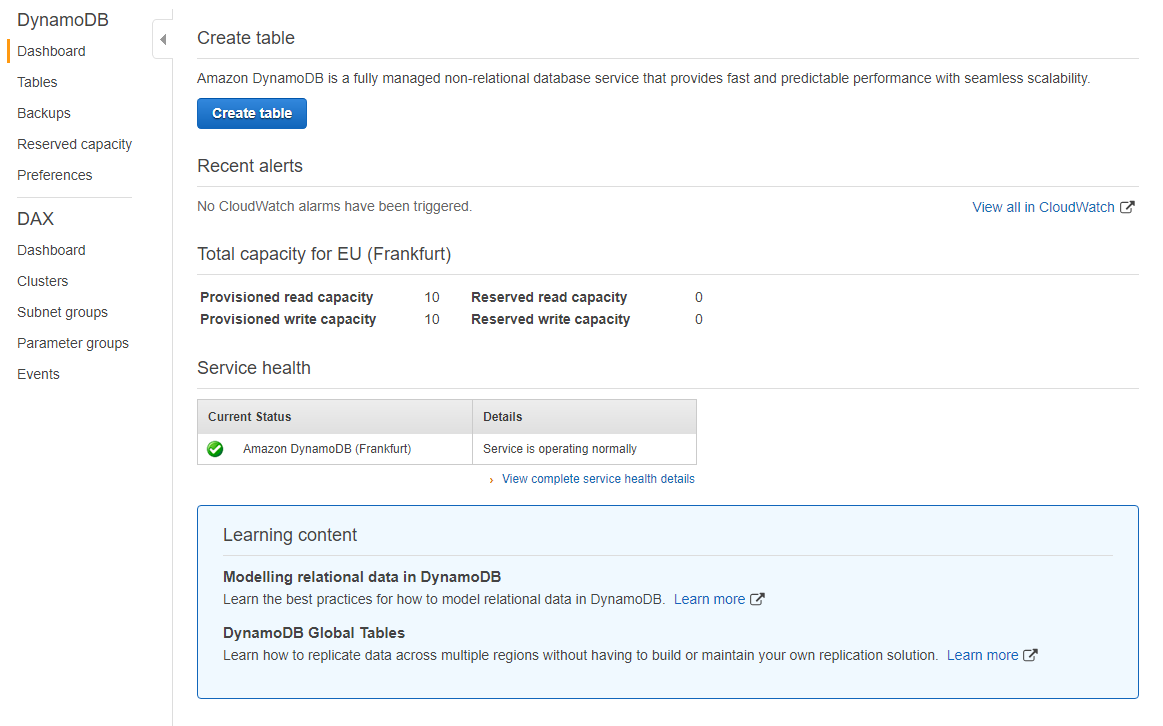 DynamoDB
Dashboard
Tables
Backups
Reserved capacity
Preferences
DAX
Dashboard
Clusters
Subnet groups
Parameter groups
Events
Create table
Amazon DynamoDB is a fully managed non-relational database service that provides fast and predictable performance with seamless scalability.
Create table
Recent alerts
No CloudWatch alarms have been triggered.
View all in CloudWatch
Total capacity for EU (Frankfurt)
Provisioned read capacity 10 Reserved read capacity 0
Provisioned write capacity 10 Reserved write capacity 0
Service health
Current Status Details
Amazon DynamoDB (Frankfurt) Service is operating normally
View complete service health details
Learning content
Modelling relational data in DynamoDB
Learn the best practices for how to model relational data in DynamoDB. Learn more
DynamoDB Global Tables
Learn how to replicate data across multiple regions without having to build or maintain your own replication solution. Learn more